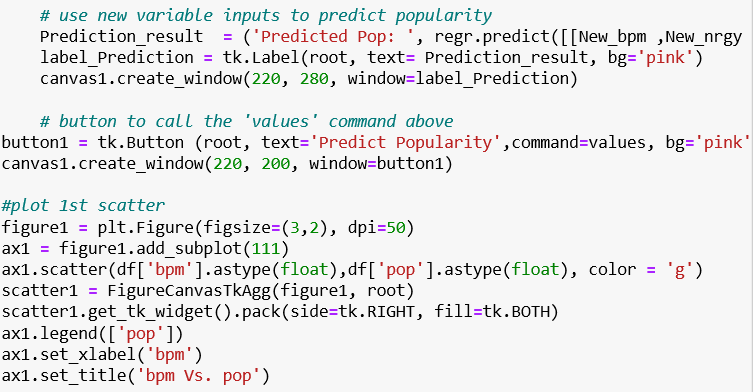 # use new variable inputs to predict popularity
Prediction_result  = ('Predicted Pop: ', regr.predict([[New_bpm ,New_nrgy
label_Prediction = tk.Label(root, text= Prediction_result, bg='pink')
canvas1.create_window(220, 280, window=label_Prediction)
# button to call the 'values' command above
button1 = tk.Button (root, text='Predict Popularity',command=values, bg='pink'
canvas1.create_window(220, 200, window=button1)
#plot 1st scatter
figure1 = plt.Figure(figsize=(3,2), dpi=50)
ax1 = figure1.add_subplot(111)
ax1.scatter(df['bpm'].astype(float),df['pop'].astype(float), color = 'g')
scatter1 = FigureCanvasTkAgg(figure1, root)
scatter1.get_tk_widget().pack(side=tk.RIGHT, fill=tk.BOTH)
ax1.legend(['pop'])
ax1.set_xlabel('bpm')
ax1.set_title('bpm Vs. pop')